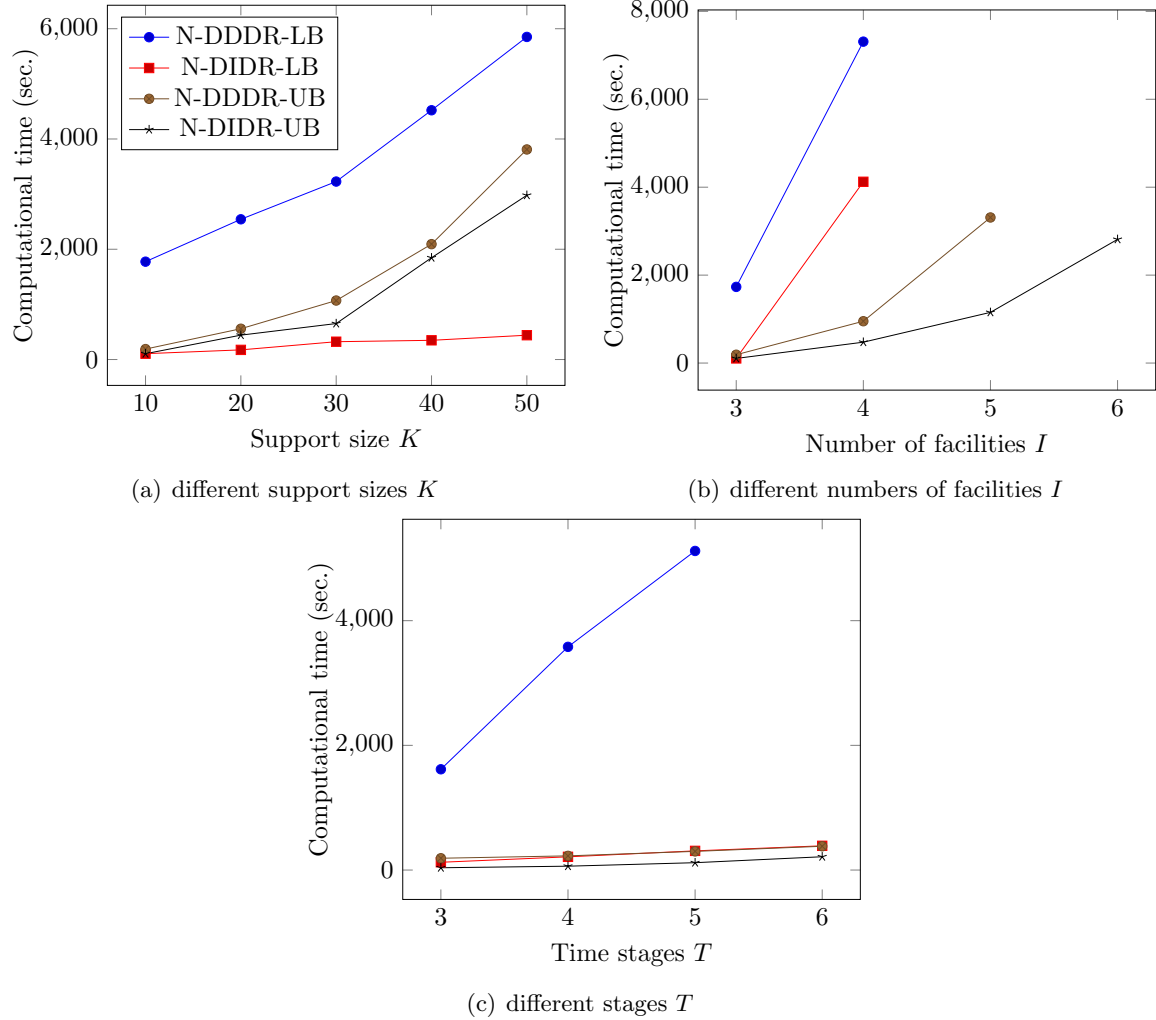 6,000
4,000
2,000
0
Computational time (sec.)
N-DDDR-LB
N-DIDR-LB
N-DDDR-UB
N-DIDR-UB
10 20 30 40 50
Support size K
(a) different support sizes K
8,000
6,000
4,000
2,000
0
Computational time (sec.)
3 4 5 6
Number of facilities I
(b) different numbers of facilities I
4,000
2,000
0
Computational time (sec.)
3 4 5 6
Time stages T
(c) different stages T